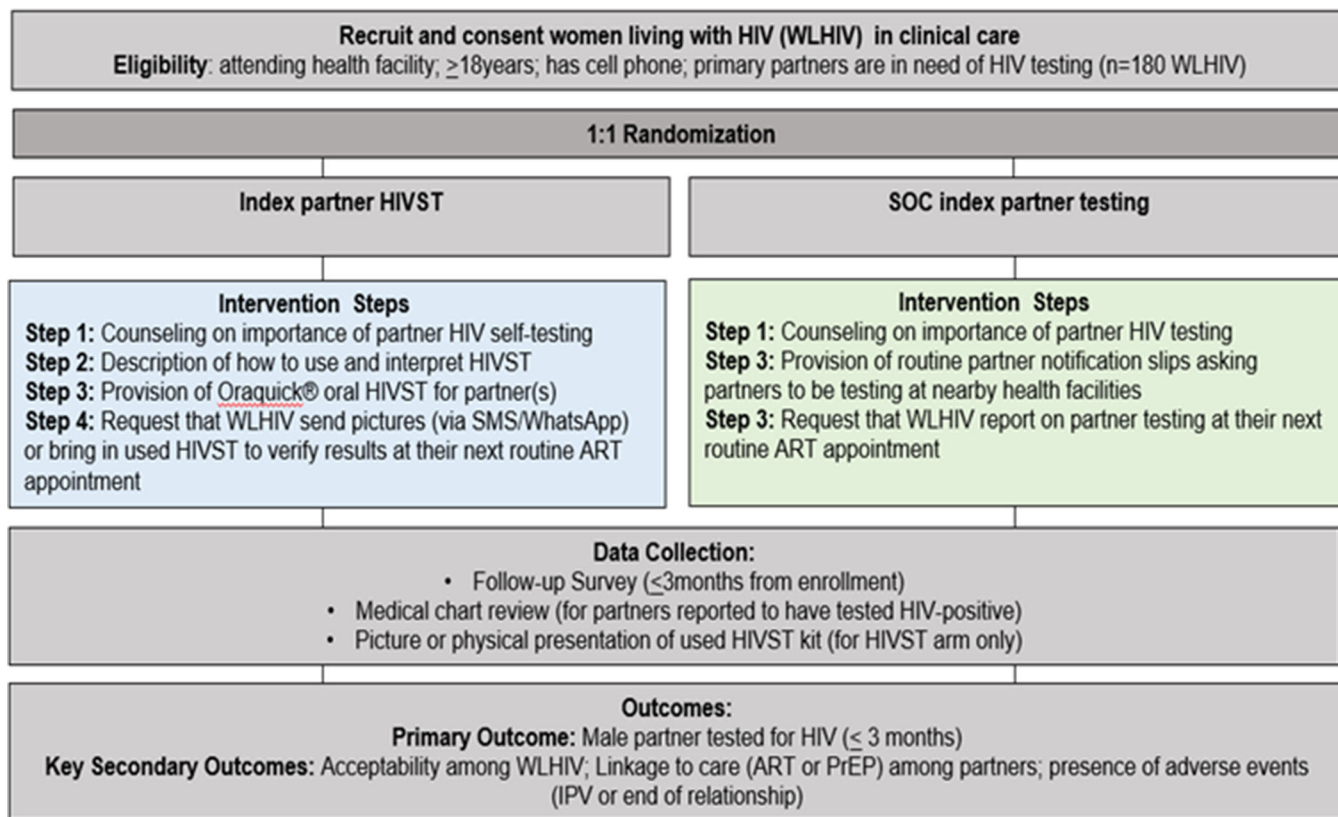 Recruit and consent women living with HIV (WLHIV) in clinical care
Eligibility: attending health facility; ≥18years; has cell phone; primary partners are in need of HIV testing (n=180 WLHIV)
1:1 Randomization
Index partner HIVST
SOC index partner testing
Intervention Steps
Step 1: Counseling on importance of partner HIV self-testing
Step 2: Description of how to use and interpret HIVST
Step 3: Provision of Oraquick® oral HIVST for partner(s)
Step 4: Request that WLHIV send pictures (via SMS/WhatsApp)
or bring in used HIVST to verify results at their next routine ART
appointment
Intervention Steps
Step 1: Counseling on importance of partner HIV testing
Step 3: Provision of routine partner notification slips asking
partners to be testing at nearby health facilities
Step 3: Request that WLHIV report on partner testing at their next
routine ART appointment
Data Collection:
• Follow-up Survey (≤3months from enrollment)
• Medical chart review (for partners reported to have tested HIV-positive)
• Picture or physical presentation of used HIVST kit (for HIVST arm only)
Outcomes:
Primary Outcome: Male partner tested for HIV (≤ 3 months)
Key Secondary Outcomes: Acceptability among WLHIV; Linkage to care (ART or PrEP) among partners; presence of adverse events
(IPV or end of relationship)